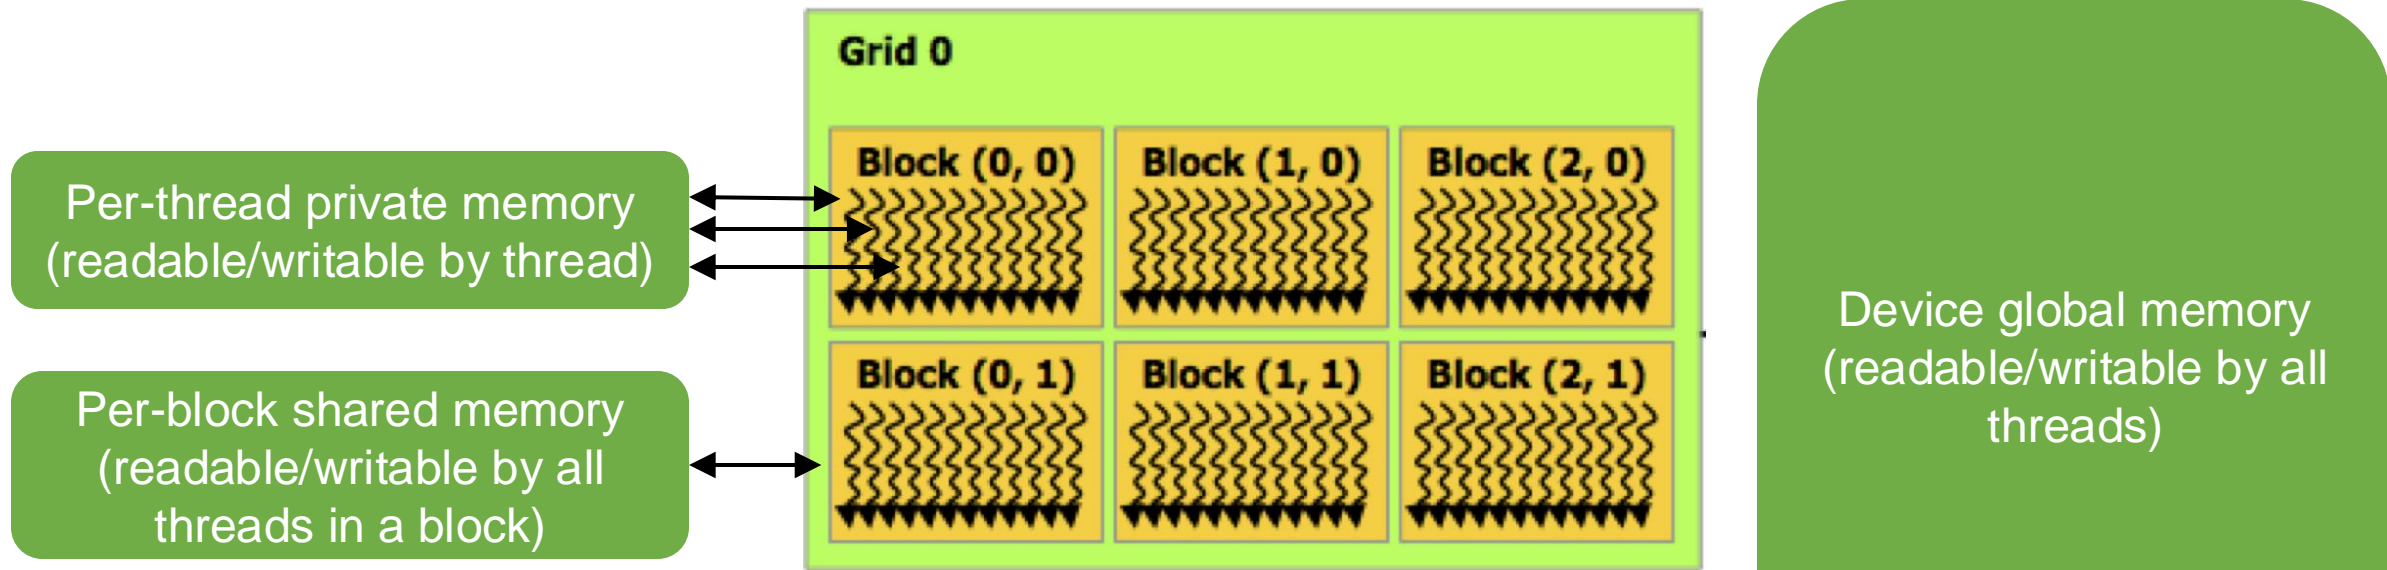 Grid 0
Per-thread private memory
(readable/writable by thread)
Block (0, 0)
Block (1, 0)
Block (2, 0)
Per-block shared memory
(readable/writable by all
threads in a block)
Block (0, 1)
Block (1, 1)
Block (2, 1)
Device global memory
(readable/writable by all
threads)